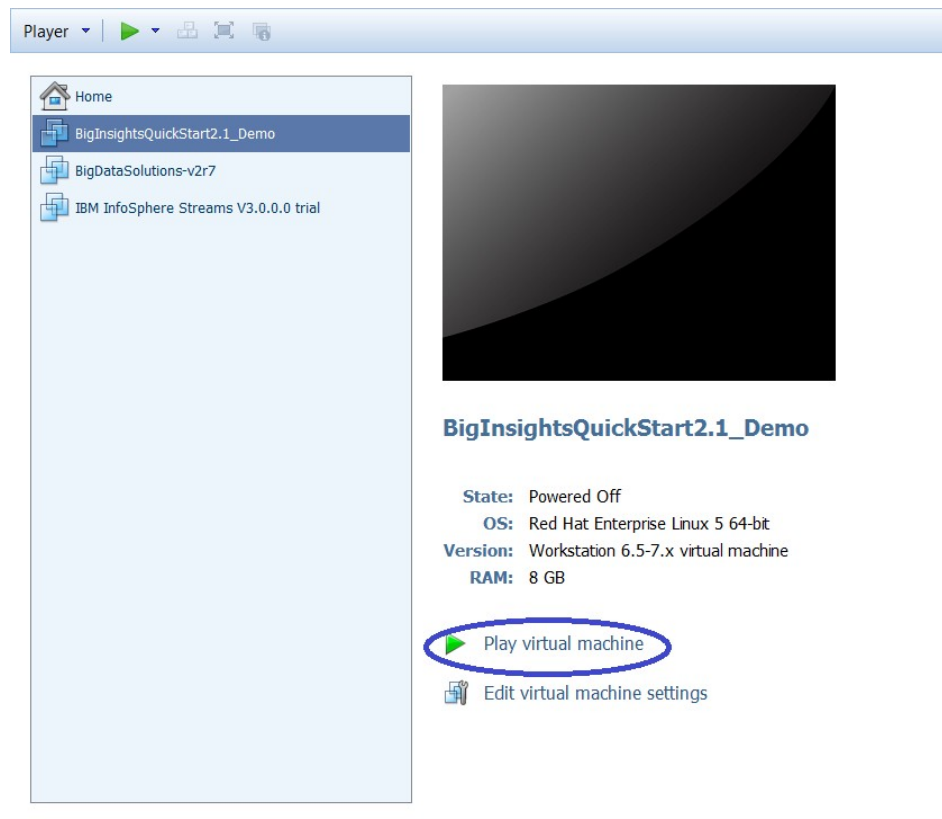 Player
Home
BigInsightsQuickStart2.1_Demo
BigDataSolutions-v2r7
IBM InfoSphere Streams V3.0.0.0 trial
BigInsightsQuickStart2.1_Demo
State: Powered Off
OS: Red Hat Enterprise Linux 5 64-bit
Version: Workstation 6.5-7.x virtual machine
RAM: 8 GB
Play virtual machine
Edit virtual machine settings